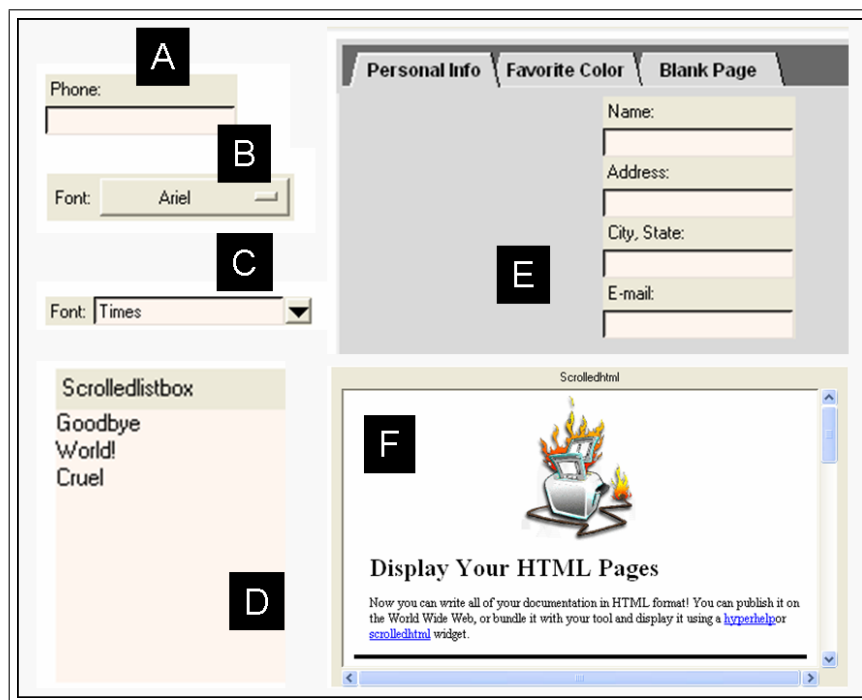 A
Phone:
B
Font: Ariel
C
Font: Times
Scrolledlistbox
Goodbye
World!
Cruel
D
Personal Info Favorite Color Blank Page
Name:
Address:
City, State:
E-mail:
E
Scrolledhtml
F
Display Your HTML Pages
Now you can write all of your documentation in HTML format! You can publish it on
the World Wide Web, or bundle it with your tool and display it using a hyperhelpor
scrolledhtml widget.